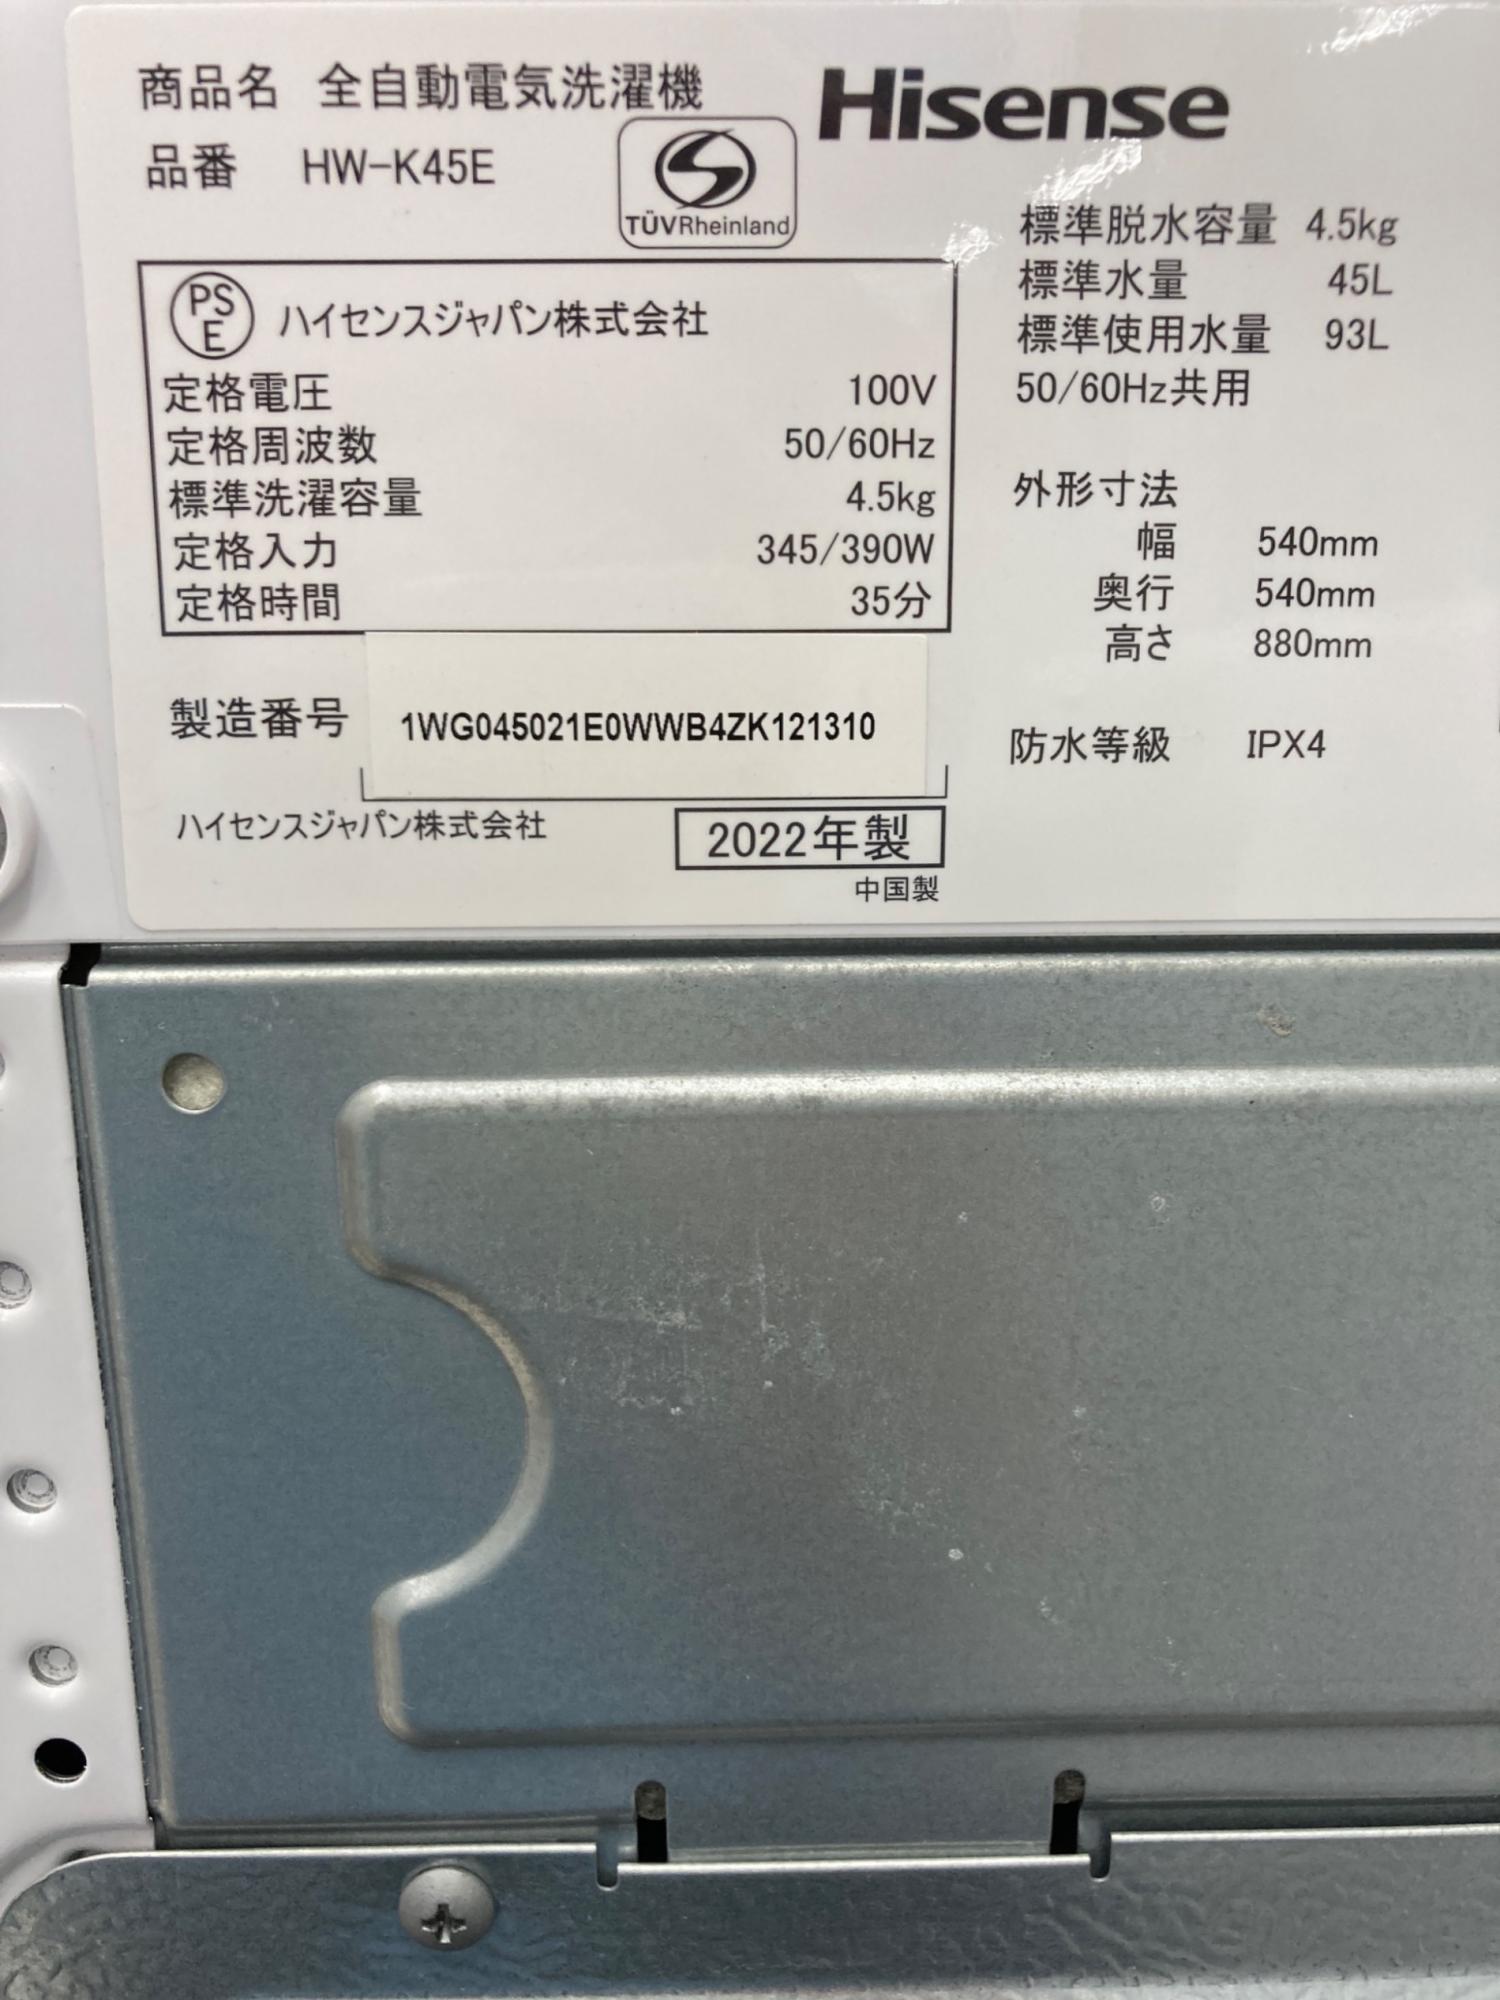 商品名 全自動電気洗濯機
Hisense
品番 HW-K45E
TÜVRheinland
PS
E
ハイセンスジャパン株式会社
定格電圧 100V
定格周波数 50/60Hz
標準洗濯容量 4.5kg
定格入力 345/390W
定格時間 35分
製造番号 1WG045021E0WWB4ZK121310
ハイセンスジャパン株式会社
2022年製
中国製
標準脱水容量 4.5kg
標準水量 45L
標準使用水量 93L
50/60Hz共用
外形寸法
幅 540mm
奥行 540mm
高さ 880mm
防水等級 IPX4